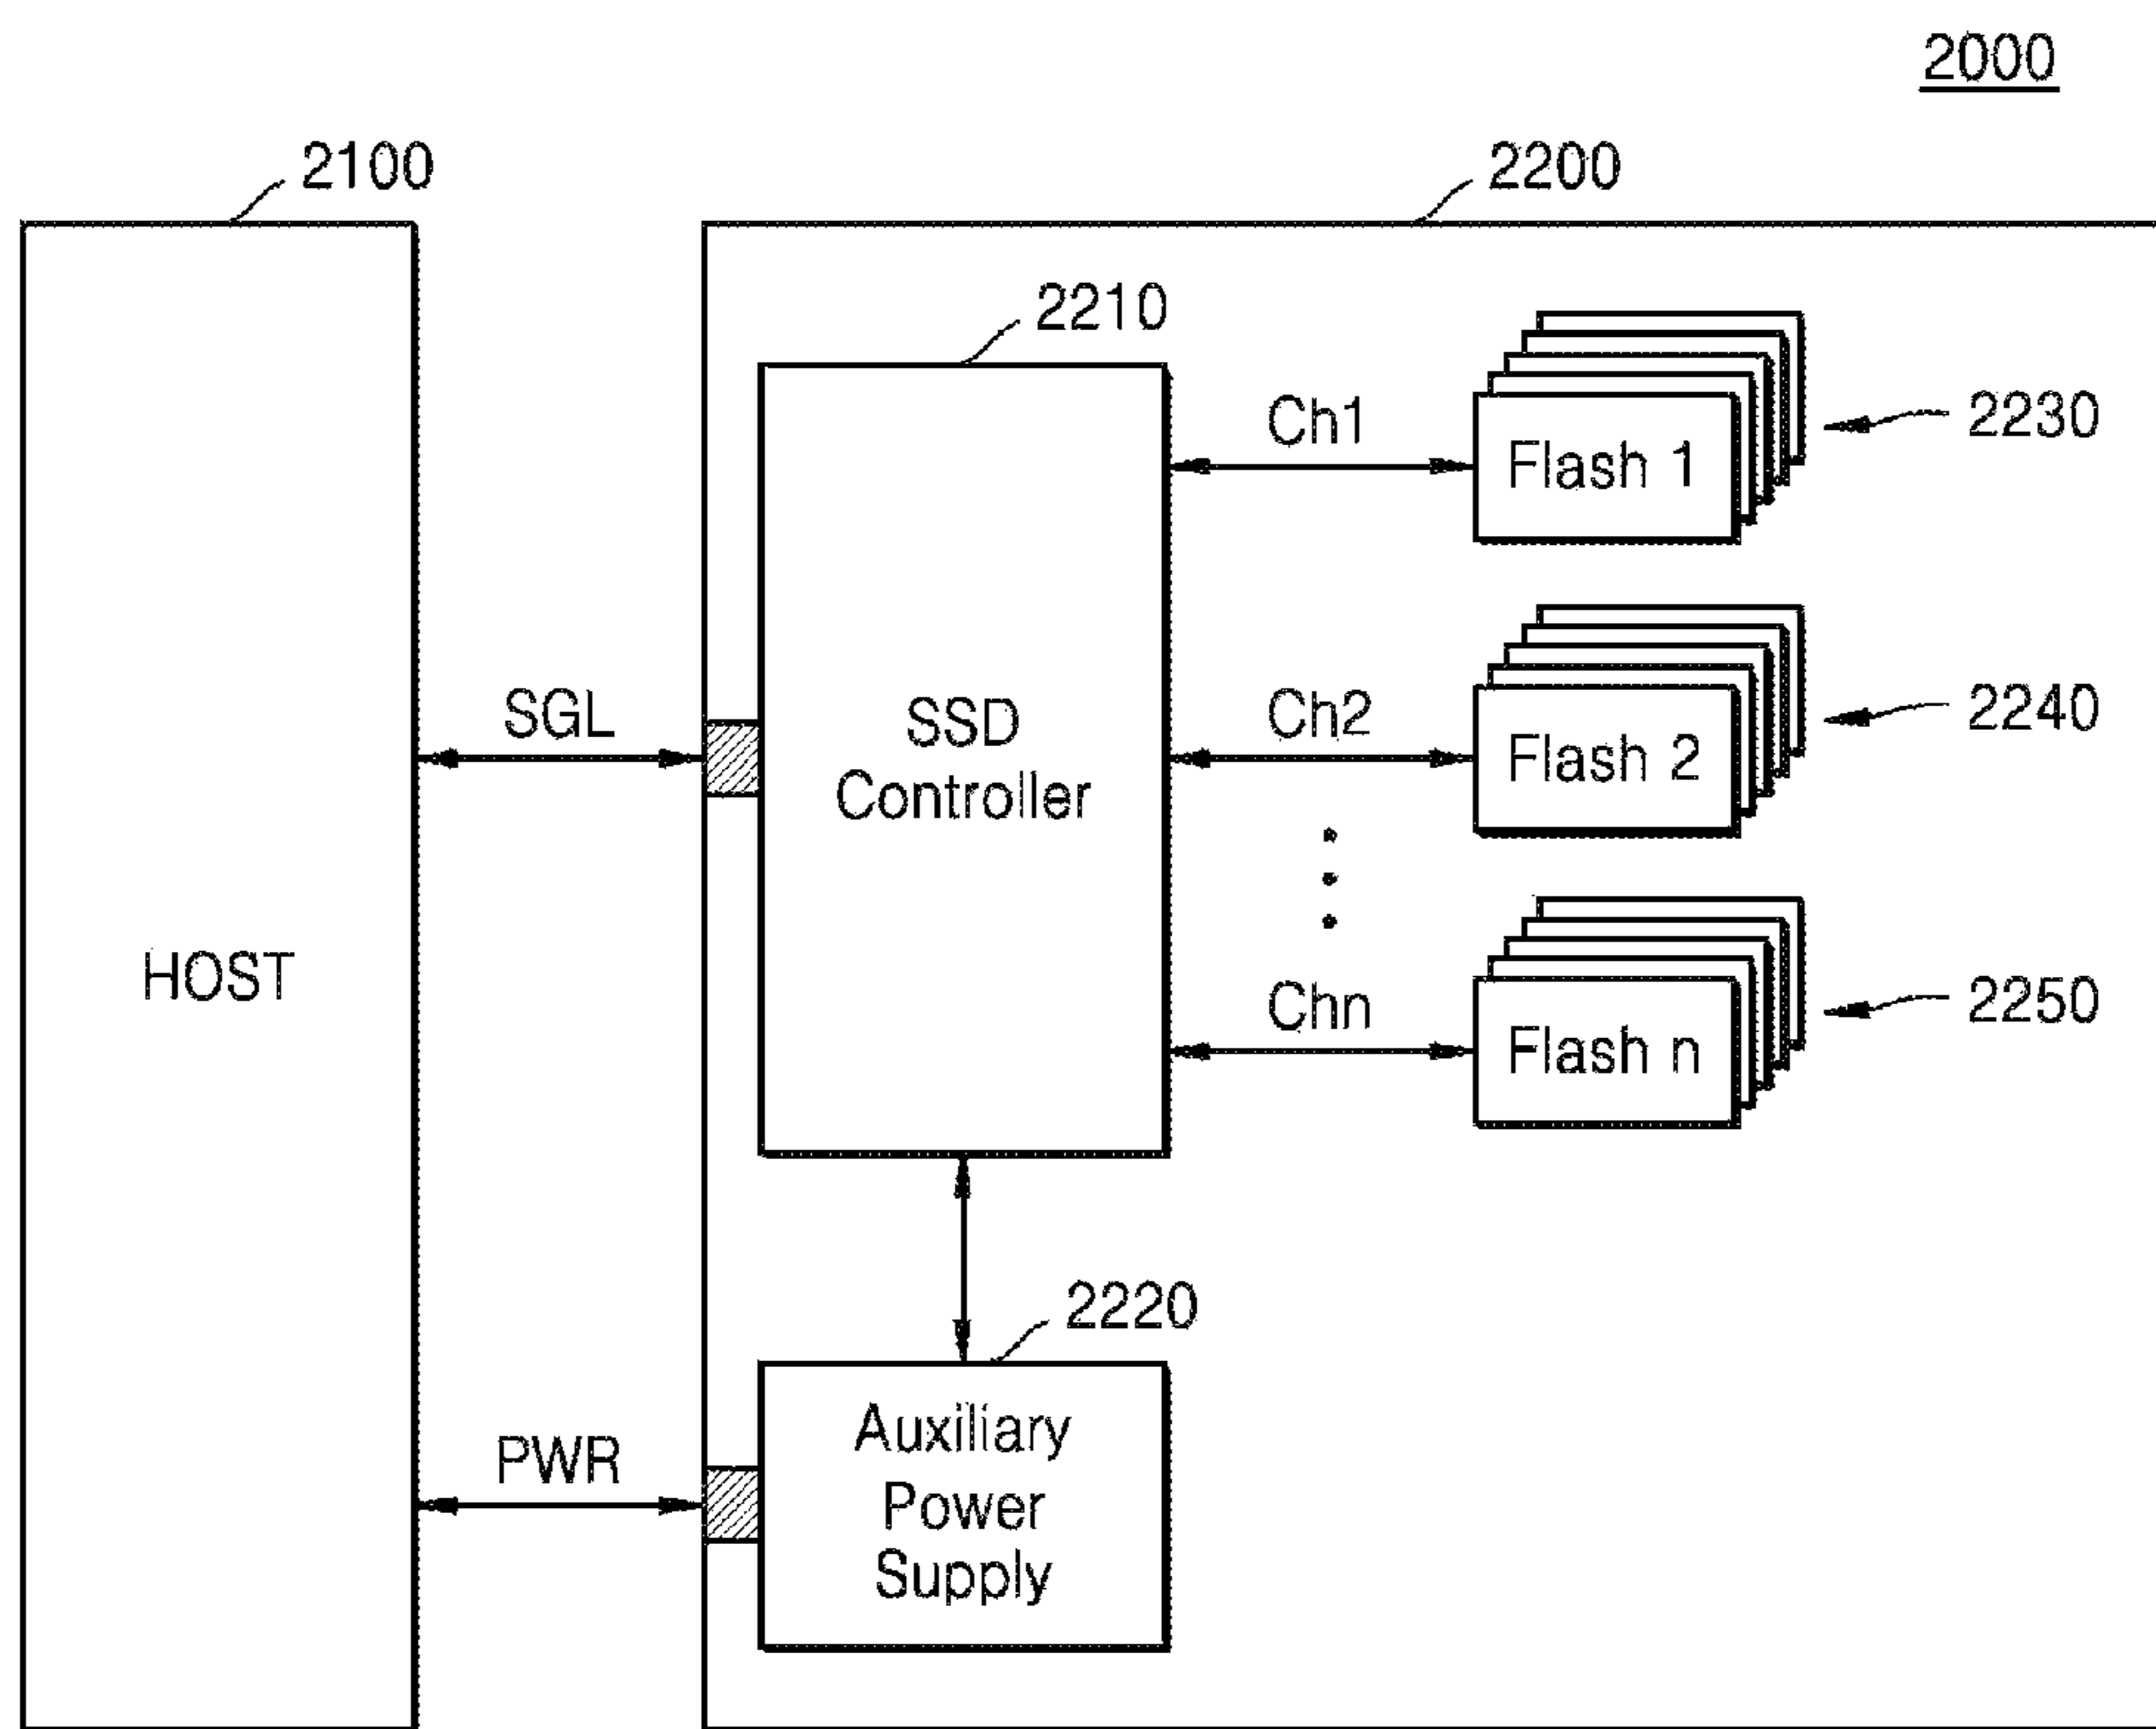 2000
2100
2200
2210
Ch1
Flash 1
2230
SGL
SSD
Controller
Ch2
Flash 2
2240
HOST
Chn
Flash n
2250
2220
PWR
Auxiliary
Power
Supply